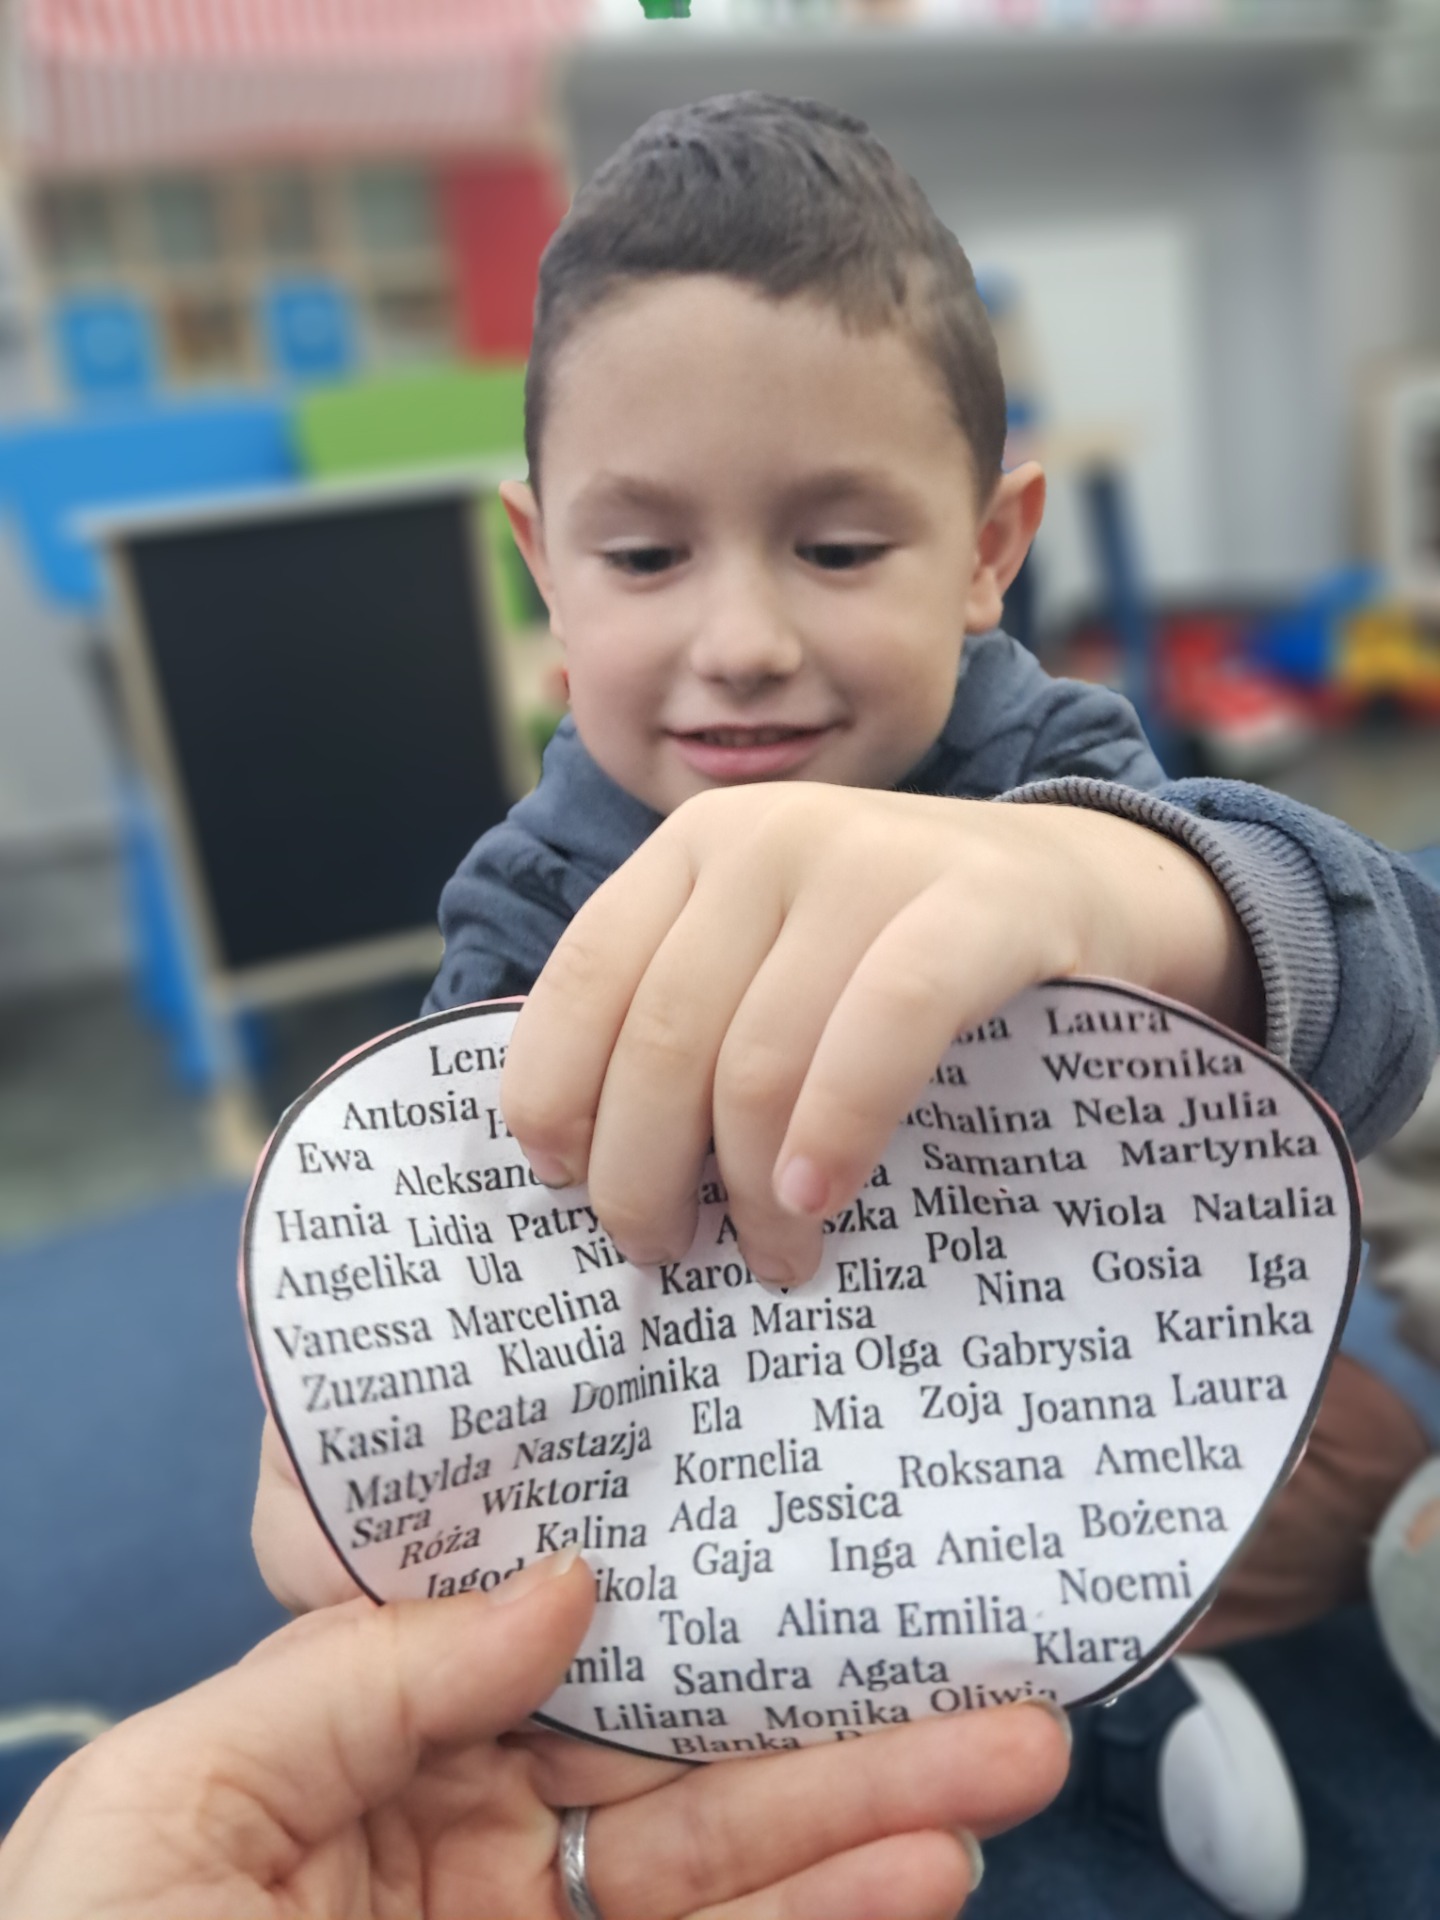 Laura
Weronika
Antosia
Nela Julia
Ewa Samanta Martynka
Hania Lidia Milena Wiola Natalia
Angelika Ula Pola
Eliza Nina Gosia Iga
Vanessa Marcelina
Zuzanna Klaudia Nadia Marisa
Karinka
Kasia Beata Dominika Daria Olga Gabrysia
Matylda Nastazja Ela Mia Zoja Joanna Laura
Sara Wiktoria Kornelia Roksana Amelka
Róża Kalina Ada Jessica
Gaja Inga Aniela Bożena
Noemi
Tola Alina Emilia
Klara
Sandra Agata
Liliana Monika Oliwia
Blanka